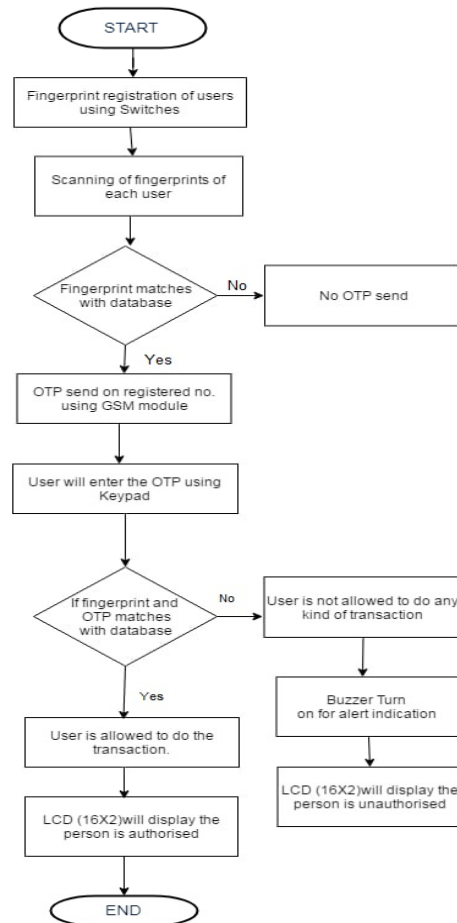 START
Fingerprint registration of users
using Switches
Scanning of fingerprints of
each user
Fingerprint matches
with database
No
No OTP send
Yes
OTP send on registered no.
using GSM module
User will enter the OTP using
Keypad
If fingerprint and
OTP matches
with database
No
User is not allowed to do any
kind of transaction
Buzzer Turn
on for alert indication
LCD (16X2)will display the
person is unauthorised
Yes
User is allowed to do the
transaction.
LCD (16X2)will display the
person is authorised
END